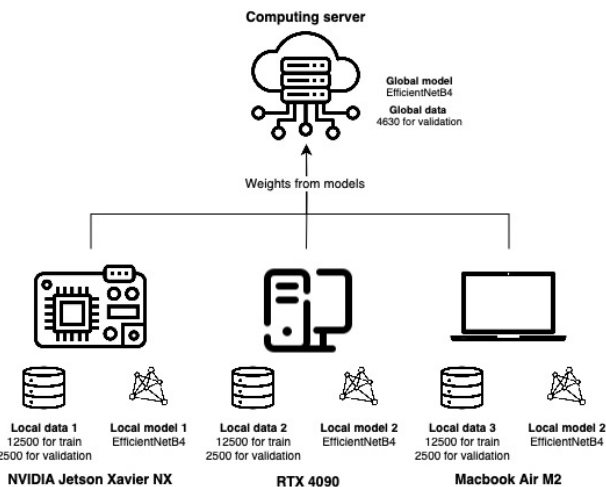 Computing server
Global model
EfficientNetB4
Global data
4630 for validation
Weights from models
Local data 1
12500 for train
2500 for validation
Local model 1
EfficientNetB4
Local data 2
12500 for train
2500 for validation
Local model 2
EfficientNetB4
Local data 3
12500 for train
2500 for validation
Local model 2
EfficientNetB4
NVIDIA Jetson Xavier NX
RTX 4090
Macbook Air M2